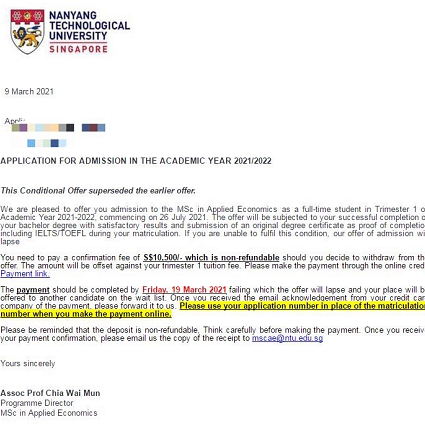 NANYANG
TECHNOLOGICAL
UNIVERSITY
SINGAPORE
9 March 2021
APPLICATION FOR ADMISSION IN THE ACADEMIC YEAR 2021/2022
This Conditional Offer superseded the earlier offer.
We are pleased to offer you admission to the MSc in Applied Economics as a full-time student in Trimester 1 o
Academic Year 2021-2022, commencing on 26 July 2021. The offer will be subjected to your successful completion o
your bachelor degree with satisfactory results and submission of an original degree certificate as proof of completio
including IELTS/TOEFL during your matriculation. If you are unable to fulfil this condition, our offer of admission wi
lapse
You need to pay a confirmation fee of S$10,500/- which is non-refundable should you decide to withdraw from th
offer. The amount will be offset against your trimester 1 tuition fee. Please make the payment through the online cred
Payment link.
The payment should be completed by Friday, 19 March 2021 failing which the offer will lapse and your place will b
offered to another candidate on the wait list. Once you received the email acknowledgement from your credit car
company of the payment, please forward it to us. Please use your application number in place of the matriculatio
number when you make the payment online.
Please be reminded that the deposit is non-refundable. Think carefully before making the payment. Once you receiv
your payment confirmation, please email us the copy of the receipt to mscae@ntu.edu.sg
Yours sincerely
Assoc Prof Chia Wai Mun
Programme Director
MSc in Applied Economics